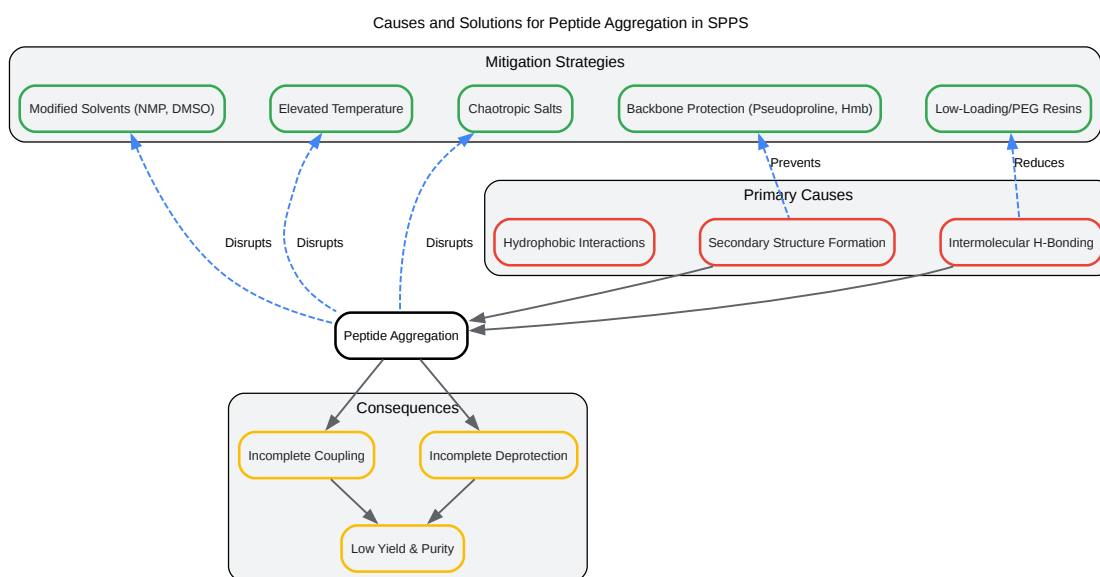 Causes and Solutions for Peptide Aggregation in SPPS
Mitigation Strategies
Modified Solvents (NMP, DMSO)
Elevated Temperature
Chaotropic Salts
Backbone Protection (Pseudoproline, Hmb)
Low-Loading/PEG Resins
Prevents
Reduces
Primary Causes
Hydrophobic Interactions
Secondary Structure Formation
Intermolecular H-Bonding
Disrupts
Disrupts
Disrupts
Peptide Aggregation
Consequences
Incomplete Coupling
Incomplete Deprotection
Low Yield & Purity